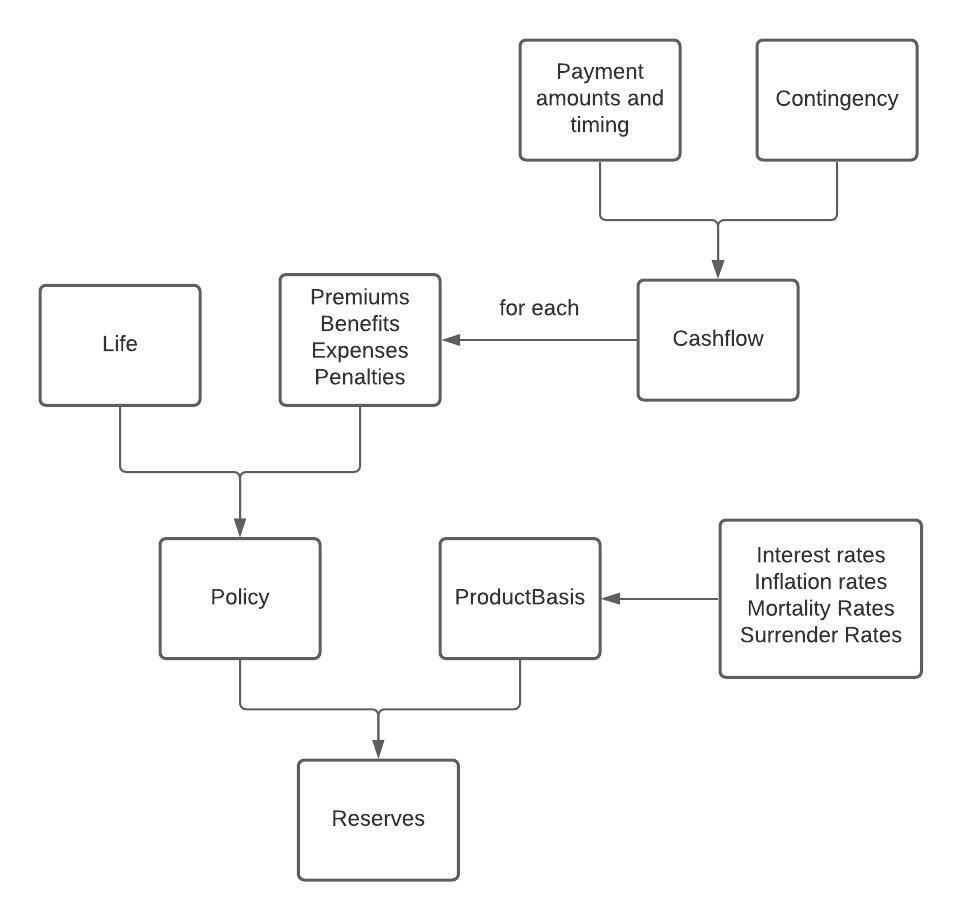 Payment
amounts and
timing
Contingency
Life
Premiums
Benefits
Expenses
Penalties
for each
Cashflow
Policy
ProductBasis
Interest rates
Inflation rates
Mortality Rates
Surrender Rates
Reserves